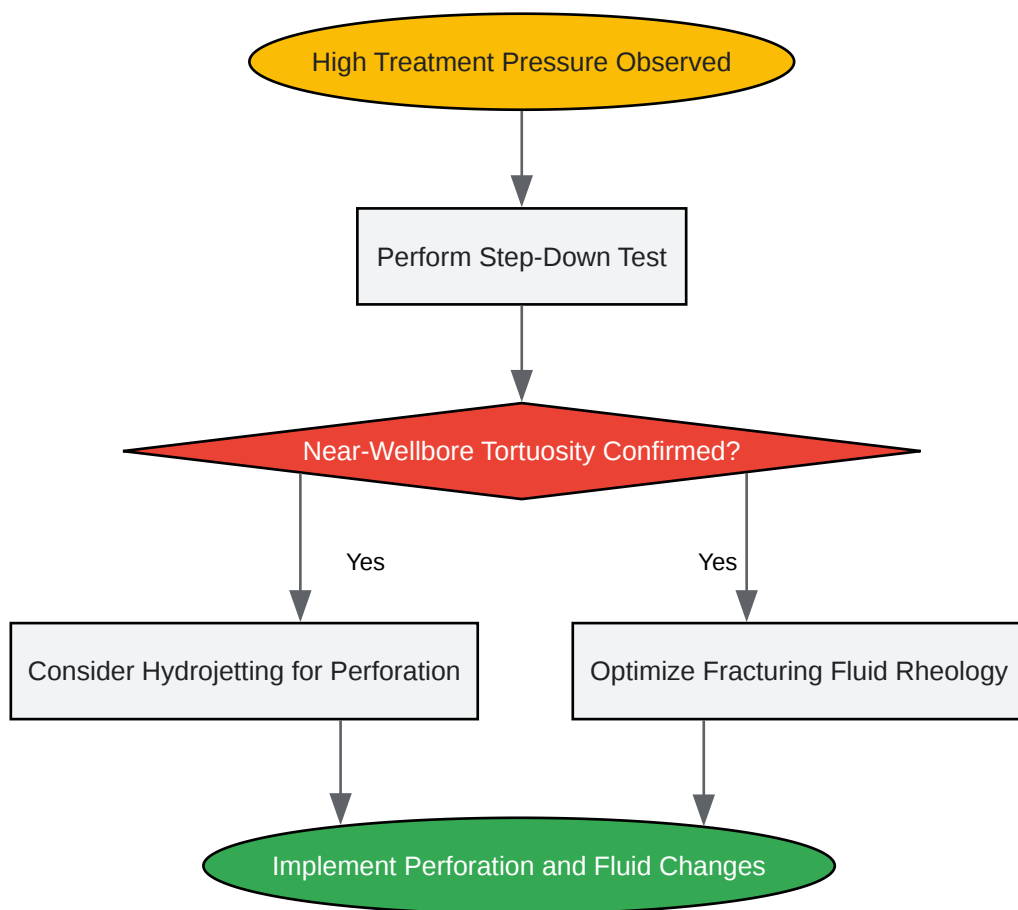 High Treatment Pressure Observed
Perform Step-Down Test
Near-Wellbore Tortuosity Confirmed?
Yes
Yes
Consider Hydrojetting for Perforation
Optimize Fracturing Fluid Rheology
Implement Perforation and Fluid Changes